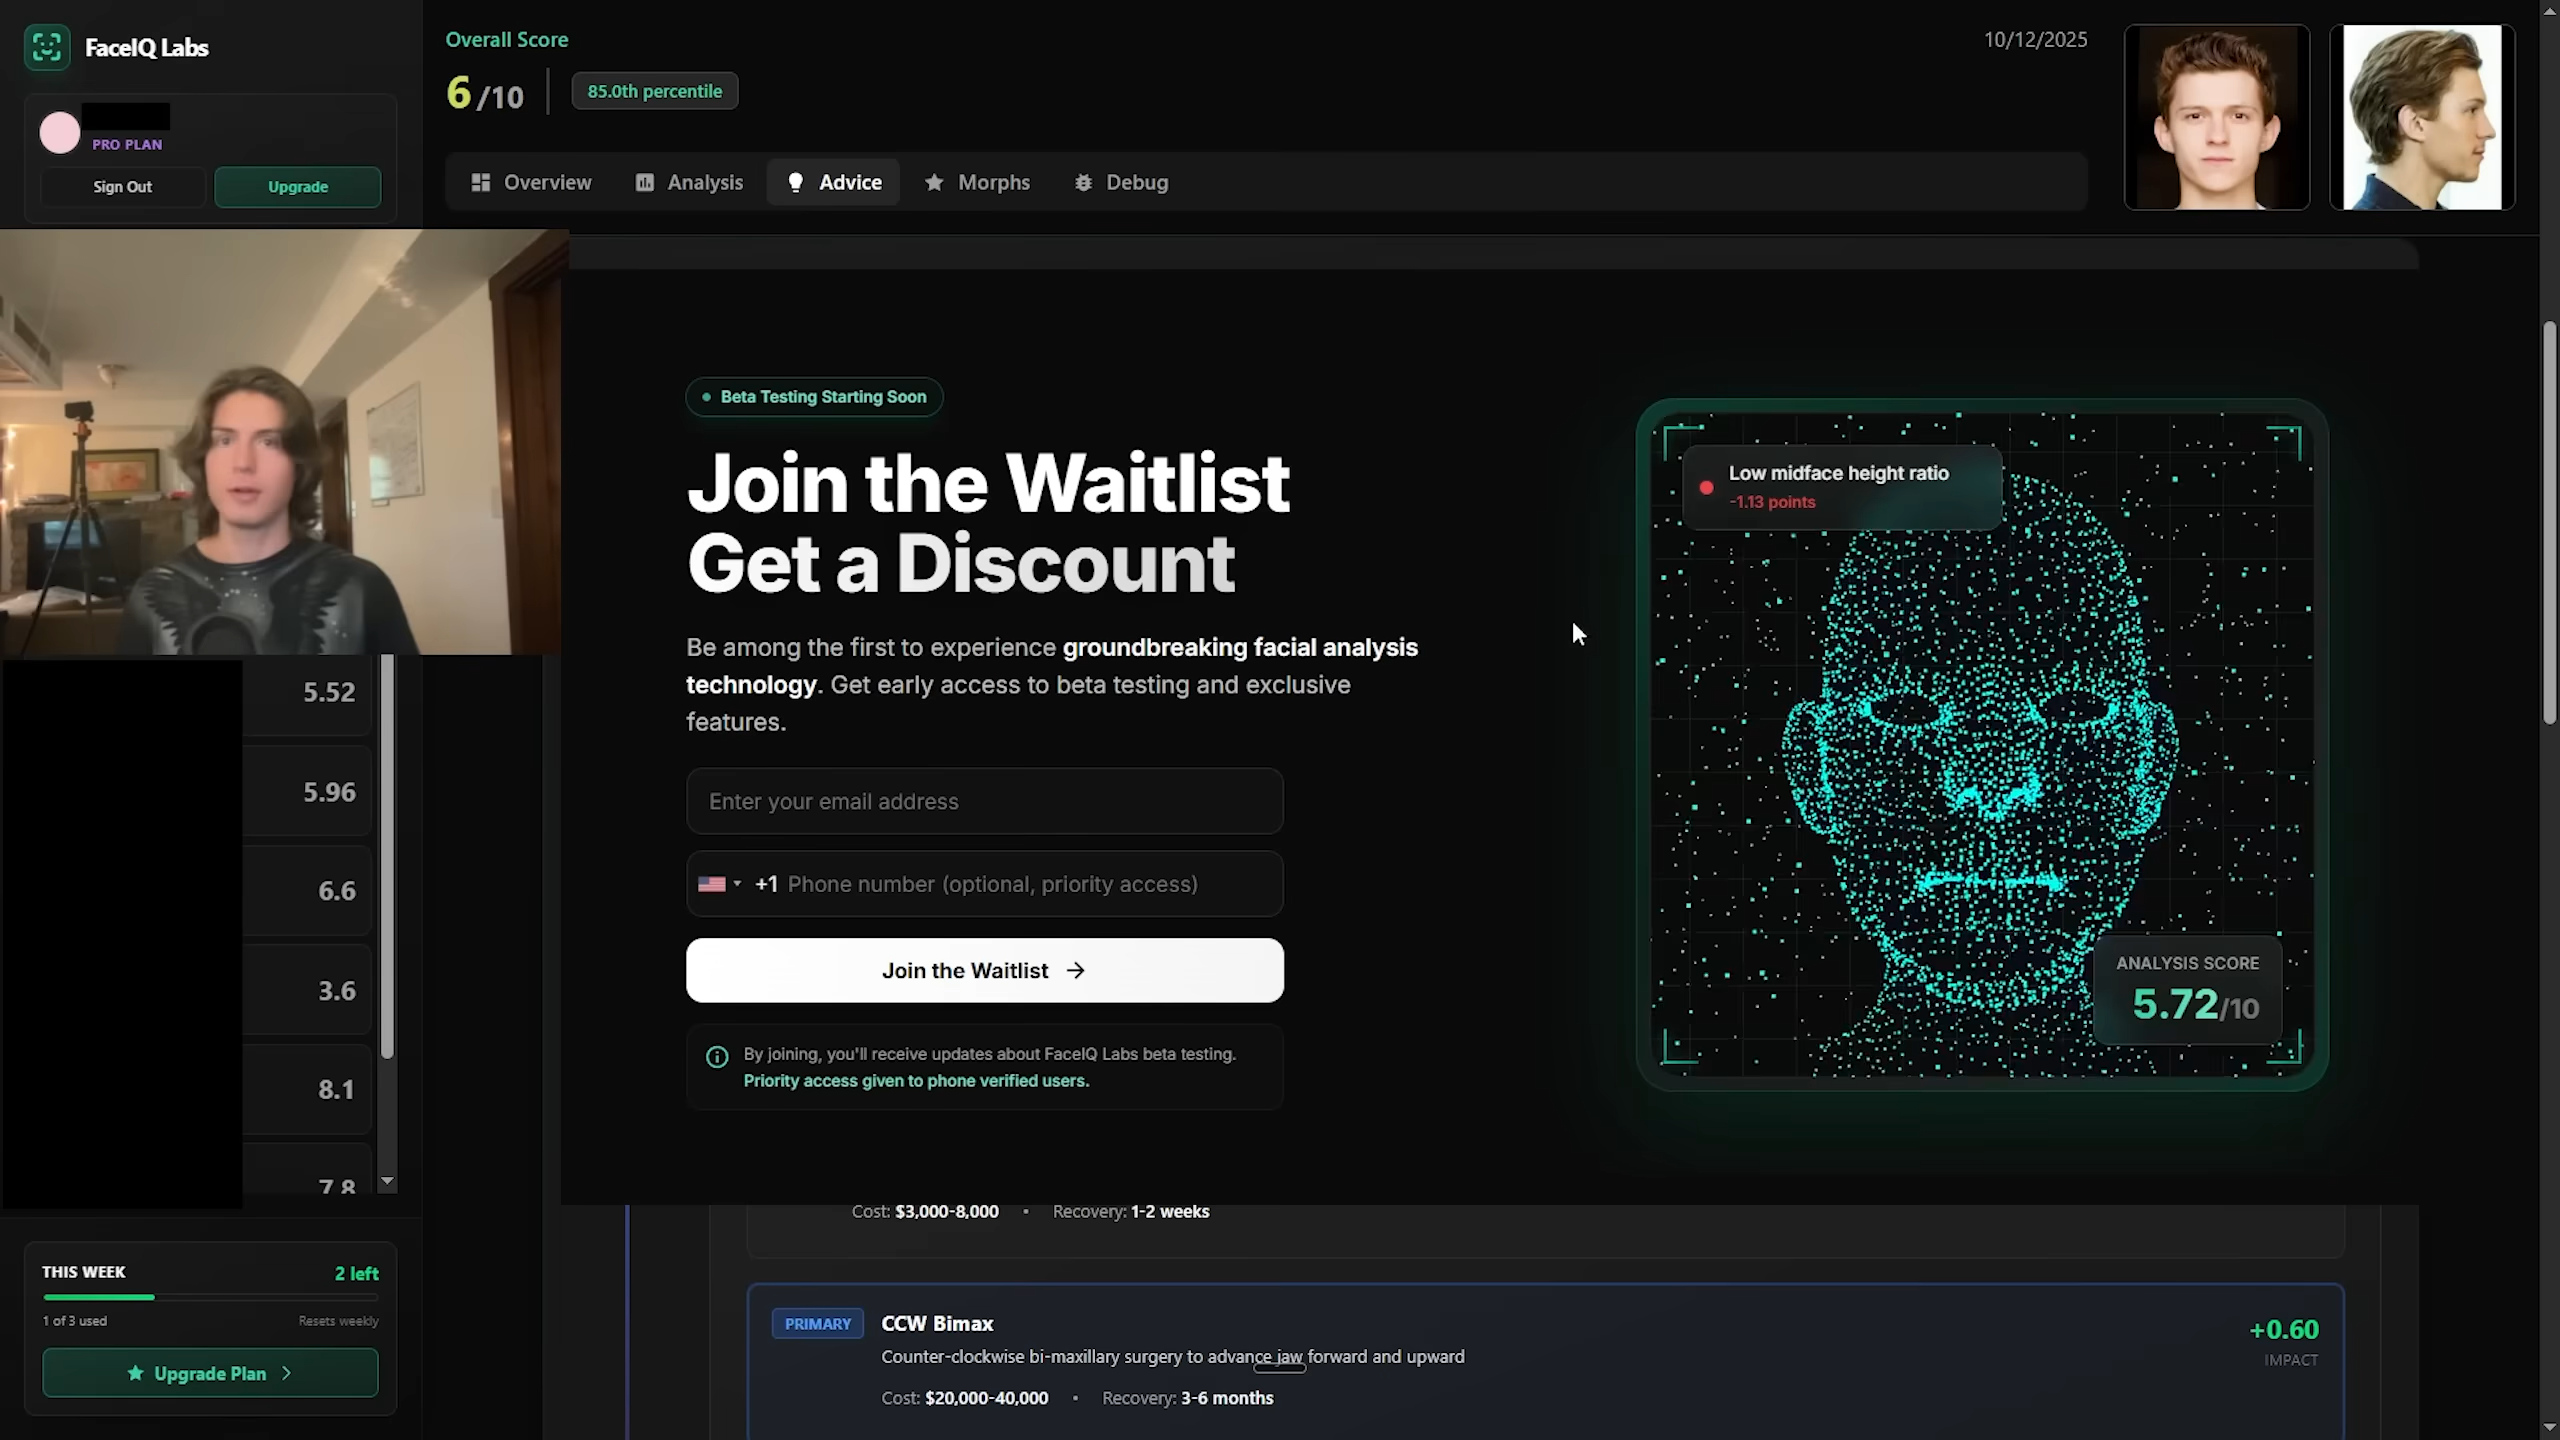 FaceIQ Labs
PRO PLAN
Sign Out
Upgrade
Overall Score
6/10
85.0th percentile
10/12/2025
Overview
Analysis
Advice
Morphs
Debug
Beta Testing Starting Soon
Join the Waitlist
Get a Discount
Be among the first to experience groundbreaking facial analysis
technology. Get early access to beta testing and exclusive
features.
Enter your email address
+1 Phone number (optional, priority access)
Join the Waitlist →
By joining, you'll receive updates about FaceIQ Labs beta testing.
Priority access given to phone verified users.
Low midface height ratio
-1.13 points
ANALYSIS SCORE
5.72/10
5.52
5.96
6.6
3.6
8.1
7.8
THIS WEEK
2 left
1 of 3 used
Resets weekly
Upgrade Plan
Cost: $3,000-8,000 • Recovery: 1-2 weeks
PRIMARY
CCW Bimax
Counter-clockwise bi-maxillary surgery to advance jaw forward and upward
Cost: $20,000-40,000 • Recovery: 3-6 months
+0.60
IMPACT